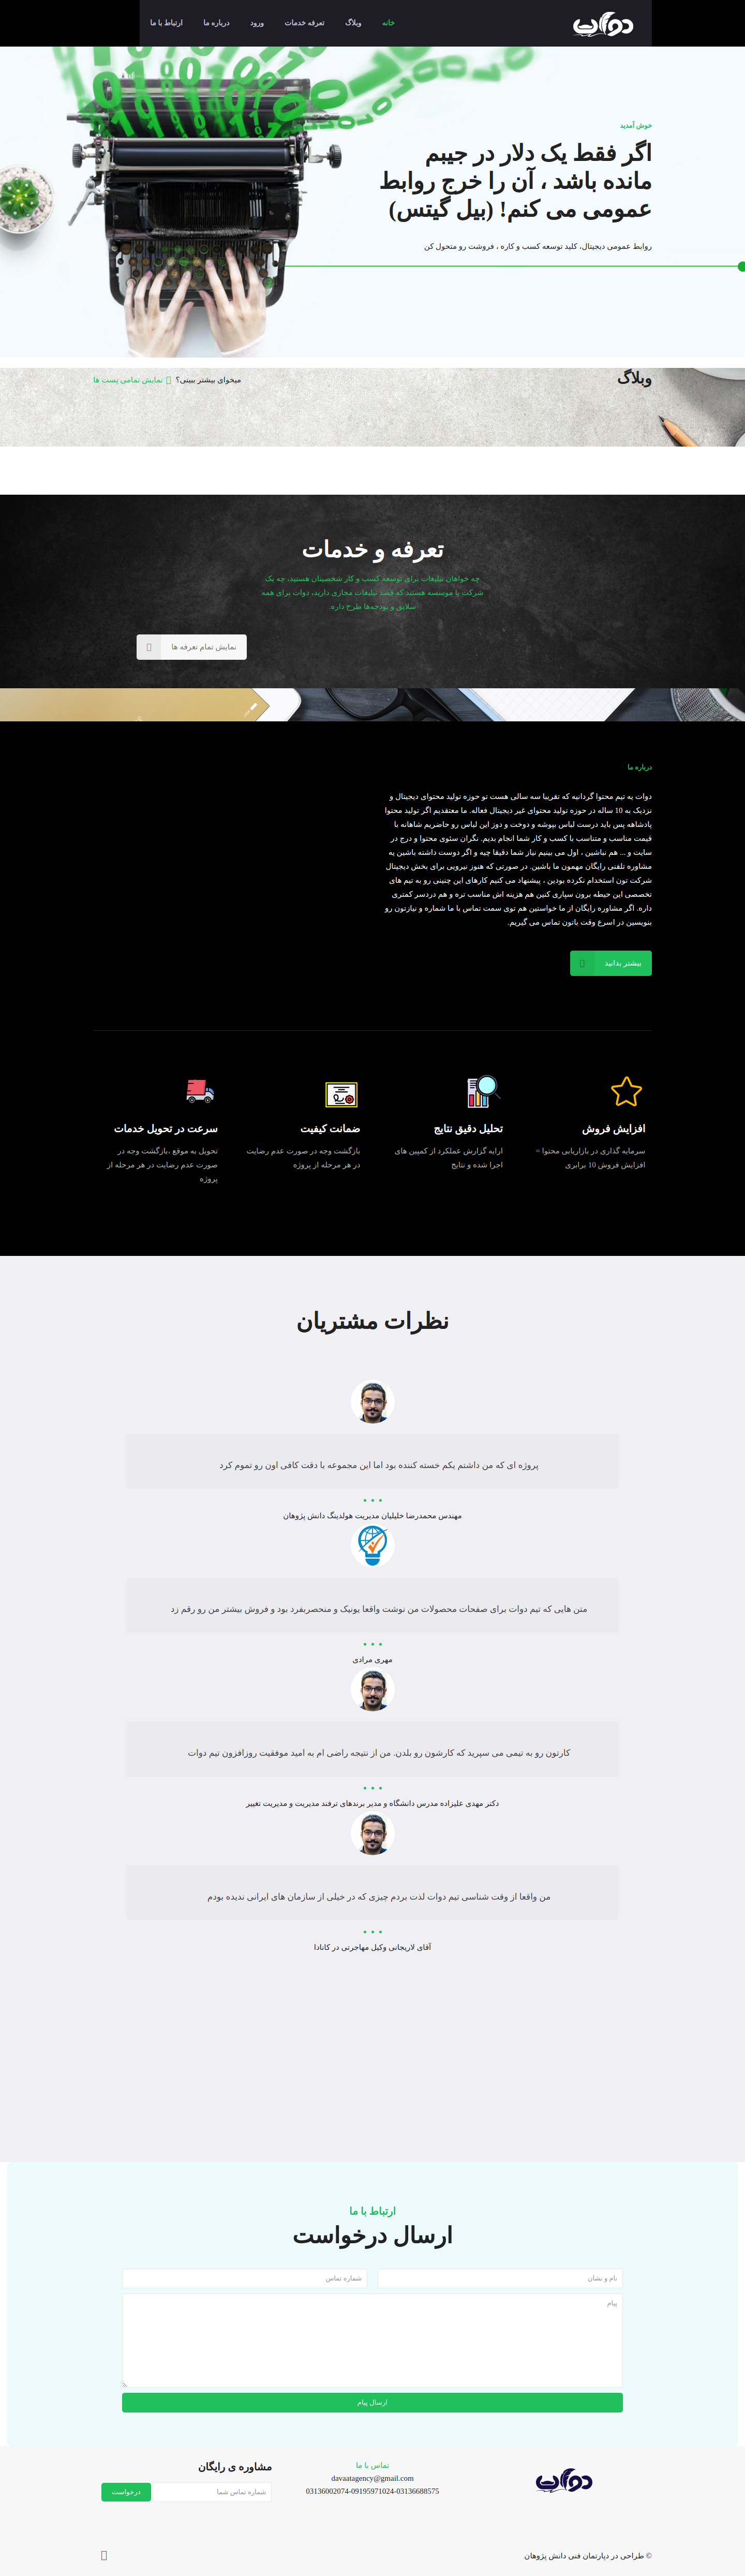 دوات
خانه
وبلاگ
تعرفه خدمات
ورود
درباره ما
ارتباط با ما
خوش آمدید
اگر فقط یک دلار در جیبم
مانده باشد ، آن را خرج روابط
عمومی می کنم! (بیل گیتس)
روابط عمومی دیجیتال، کلید توسعه کسب و کاره ، فروشت رو متحول کن
وبلاگ
میخوای بیشتر ببینی؟ نمایش تمامی پست ها
تعرفه و خدمات
چه خواهان تبلیغات برای توسعه کسب و کار شخصیتان هستید، چه یک
شرکت یا موسسه هستید که قصد تبلیغات مجازی دارید، دوات برای همه
سلایق و بودجه‌ها طرح داره.
نمایش تمام تعرفه ها
درباره ما
دوات یه تیم محتوا گردانیه که تقریبا سه سالی هست تو حوزه تولید محتوای دیجیتال و
نزدیک به 10 ساله در حوزه تولید محتوای غیر دیجیتال فعاله. ما معتقدیم اگر تولید محتوا
پادشاهه پس باید درست لباس بپوشه و دوخت و دوز این لباس رو حاضریم شاهانه با
قیمت مناسب و متناسب با کسب و کار شما انجام بدیم. نگران سئوی محتوا و درج در
سایت و ... هم نباشین ، اول می بینیم نیاز شما دقیقا چیه و اگر دوست داشته باشین یه
مشاوره تلفنی رایگان مهمون ما باشین. در صورتی که هنوز نیرویی برای بخش دیجیتال
شرکت تون استخدام نکرده بودین ، پیشنهاد می کنیم کارهای این چنینی رو به تیم های
تخصصی این حیطه برون سپاری کنین هم هزینه اش مناسب تره و هم دردسر کمتری
داره. اگر مشاوره رایگان از ما خواستین هم توی سمت تماس با ما شماره و نیازتون رو
بنویسین در اسرع وقت باتون تماس می گیریم.
بیشتر بدانید
افزایش فروش
سرمایه گذاری در بازاریابی محتوا =
افزایش فروش 10 برابری
تحلیل دقیق نتایج
ارایه گزارش عملکرد از کمپین های
اجرا شده و نتایج
ضمانت کیفیت
بازگشت وجه در صورت عدم رضایت
در هر مرحله از پروژه
سرعت در تحویل خدمات
تحویل به موقع ،بازگشت وجه در
صورت عدم رضایت در هر مرحله از
پروژه
نظرات مشتریان
پروژه ای که من داشتم یکم خسته کننده بود اما این مجموعه با دقت کافی اون رو تموم کرد
مهندس محمدرضا خلیلیان مدیریت هولدینگ دانش پژوهان
متن هایی که تیم دوات برای صفحات محصولات من نوشت واقعا یونیک و منحصربفرد بود و فروش بیشتر من رو رقم زد
مهری مرادی
کارتون رو به تیمی می سپرید که کارشون رو بلدن. من از نتیجه راضی ام به امید موفقیت روزافزون تیم دوات
دکتر مهدی علیزاده مدرس دانشگاه و مدیر برندهای ترفند مدیریت و مدیریت تغییر
من واقعا از وقت شناسی تیم دوات لذت بردم چیزی که در خیلی از سازمان های ایرانی ندیده بودم
آقای لاریجانی وکیل مهاجرتی در کانادا
ارتباط با ما
ارسال درخواست
نام و نشان
شماره تماس
پیام
ارسال پیام
دوات
تماس با ما
davaatagency@gmail.com
03136002074-09195971024-03136688575
مشاوره ی رایگان
شماره تماس شما
درخواست
© طراحی در دپارتمان فنی دانش پژوهان